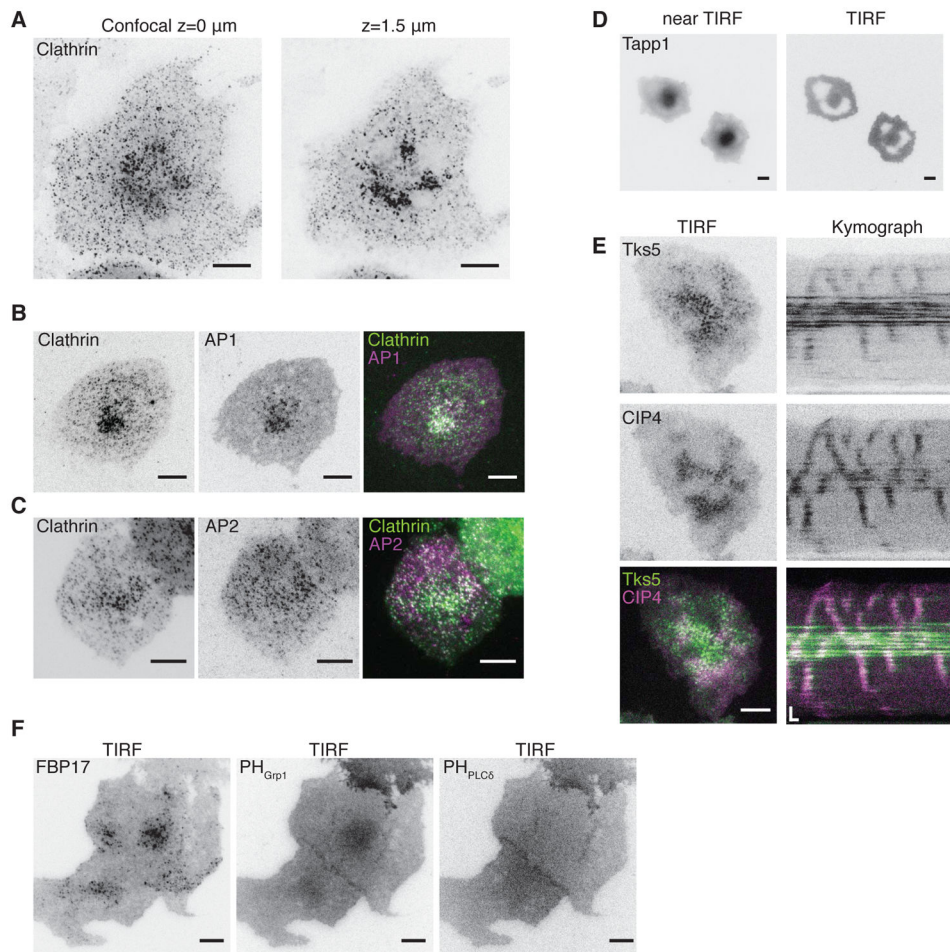 A
Confocal z=0 µm
z=1.5 µm
Clathrin
B
Clathrin
AP1
Clathrin
AP1
C
Clathrin
AP2
Clathrin
AP2
D
near TIRF
TIRF
Tapp1
E
TIRF
Kymograph
Tks5
CIP4
Tks5
CIP4
F
TIRF
TIRF
TIRF
FBP17
PHGrp1
PHPLCδ